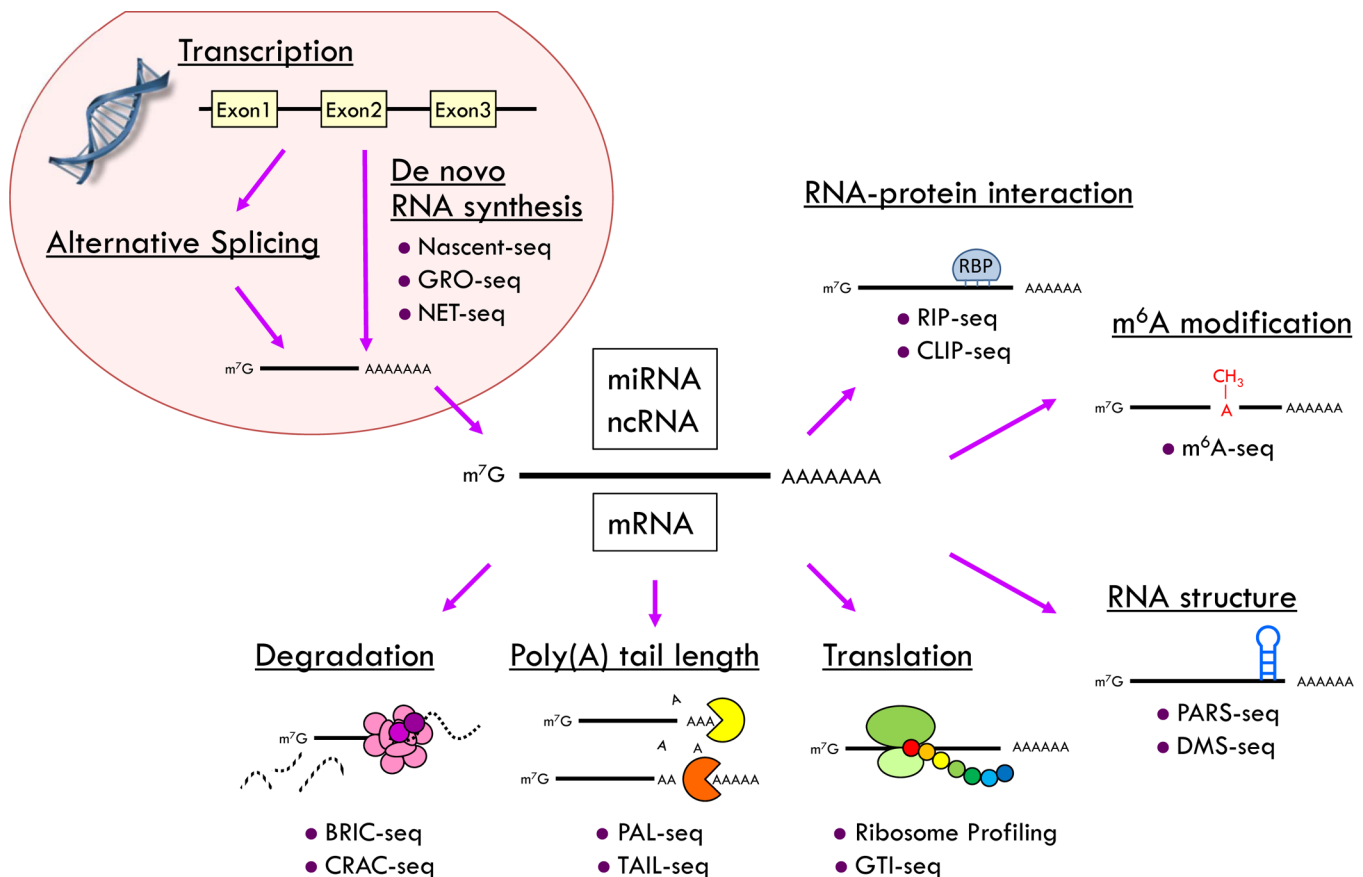 Transcription
Exon1 Exon2 Exon3
De novo
RNA synthesis
Nascent-seq
GRO-seq
NET-seq
Alternative Splicing
m⁷G AAAAAAA
miRNA
ncRNA
m⁷G AAAAAAA
mRNA
RNA-protein interaction
RBP
m⁷G AAAAAA
RIP-seq
CLIP-seq
m⁶A modification
CH₃
A
m⁷G AAAAAA
m⁶A-seq
RNA structure
m⁷G AAAAAA
PARS-seq
DMS-seq
Degradation
m⁷G
BRIC-seq
CRAC-seq
Poly(A) tail length
A
m⁷G AAA
A A
m⁷G AA AAAAA
PAL-seq
TAIL-seq
Translation
m⁷G AAAAAA
Ribosome Profiling
GTI-seq